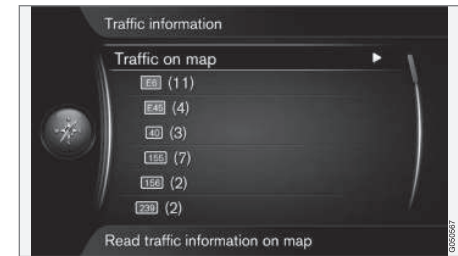 Traffic information
Traffic on map
E6 (11)
E45 (4)
40 (3)
155 (7)
156 (2)
239 (2)
Read traffic information on map
G050567